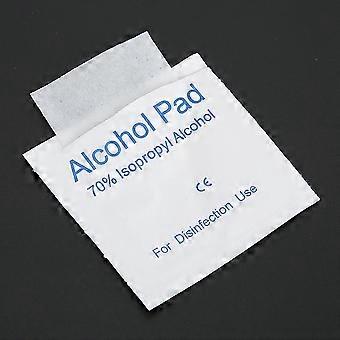 Alcohol Pad
70% Isopropyl Alcohol
CE
For Disinfection Use